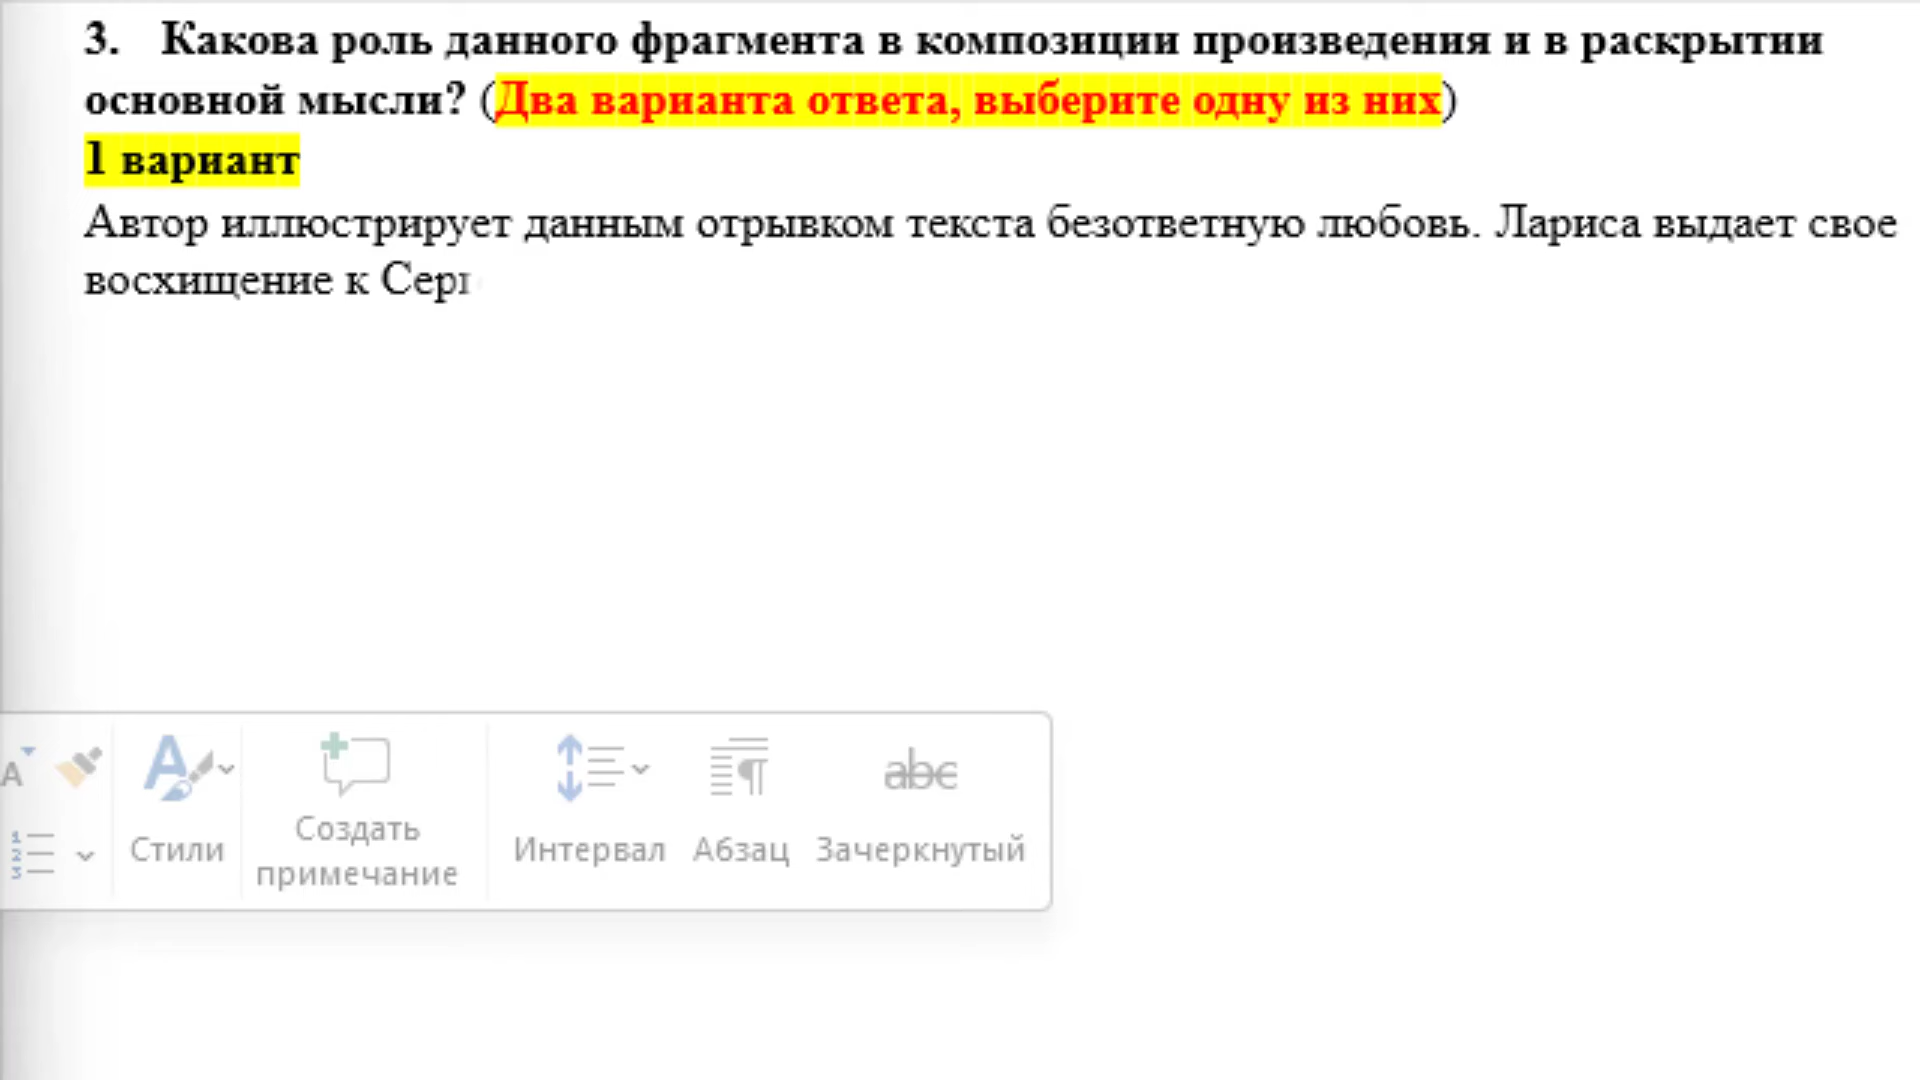 3. Какова роль данного фрагмента в композиции произведения и в раскрытии
основной мысли? (Два варианта ответа, выберите одну из них)
1 вариант
Автор иллюстрирует данным отрывком текста безответную любовь. Лариса выдает свое
восхищение к
А
Стили
Создать
примечание
Интервал
Абзац
abc
Зачеркнутый